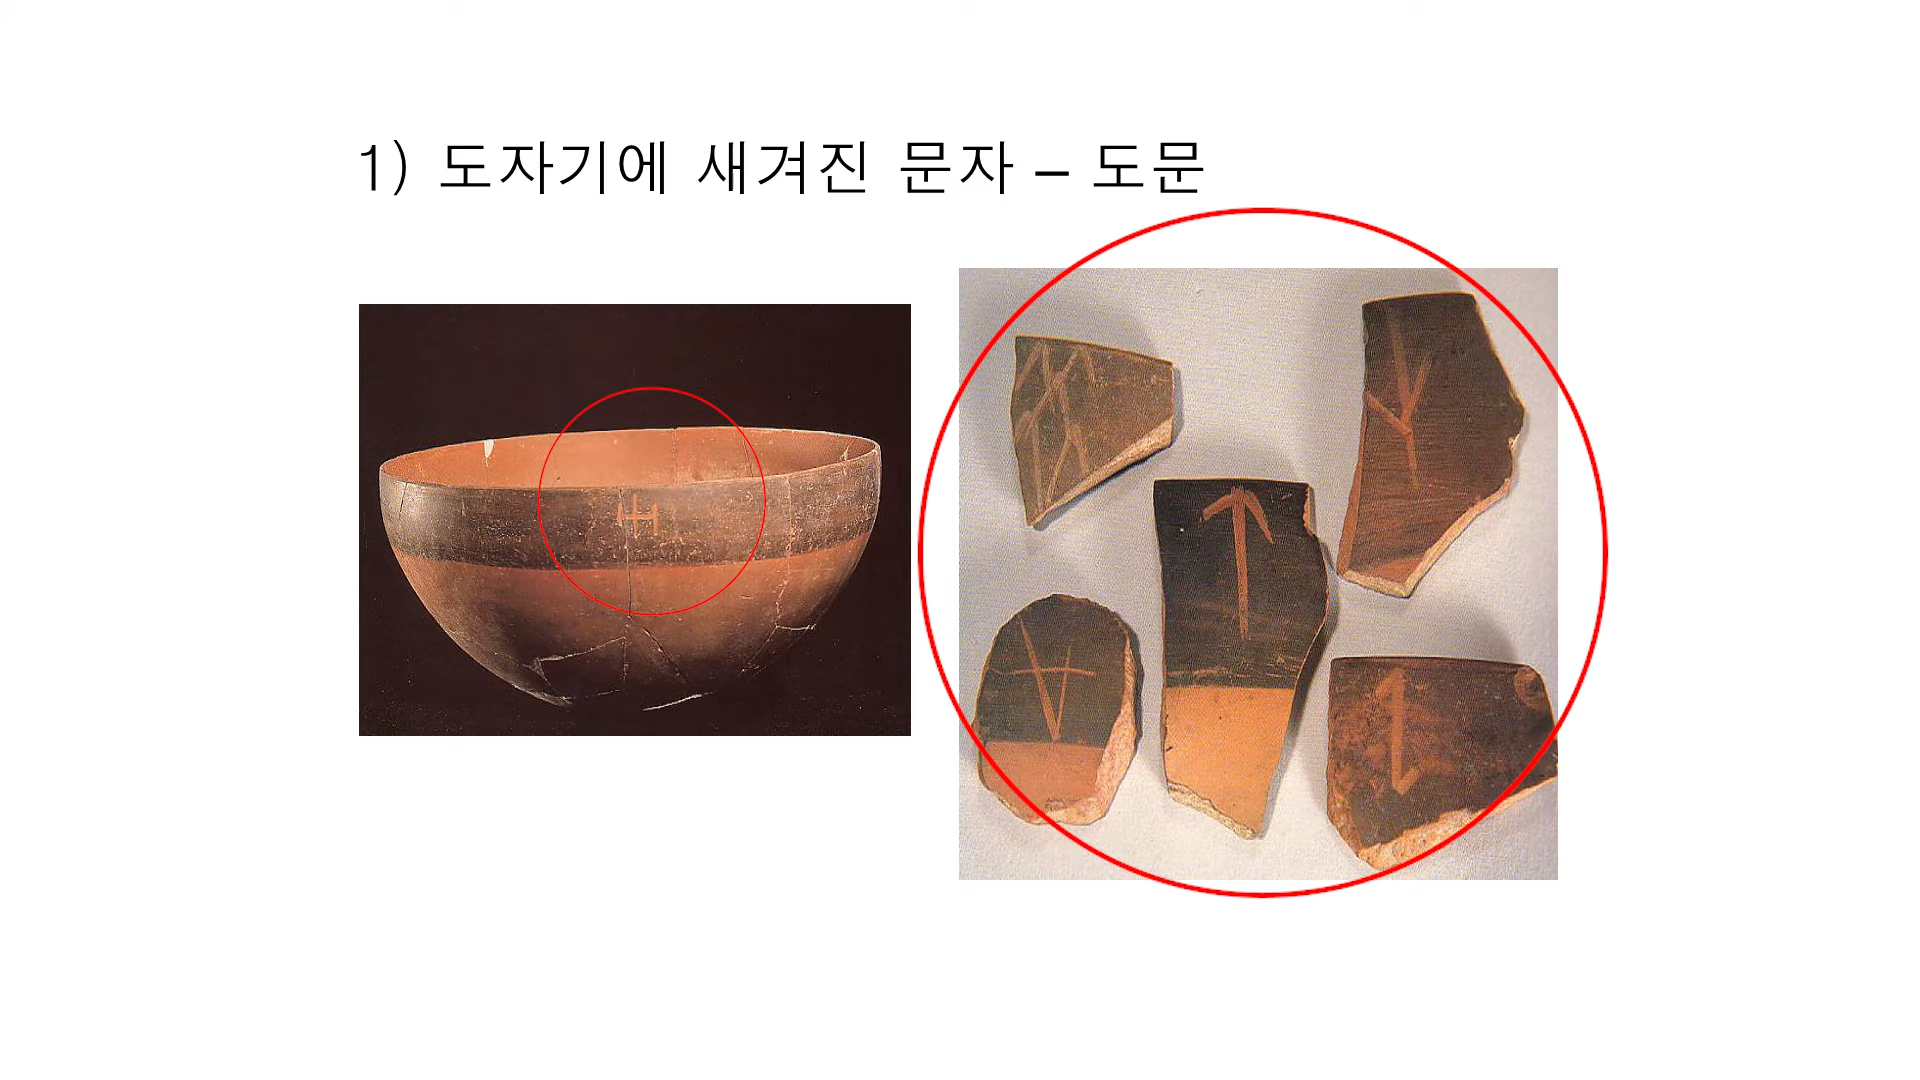 1) 도자기에 새겨진 문자 – 도문